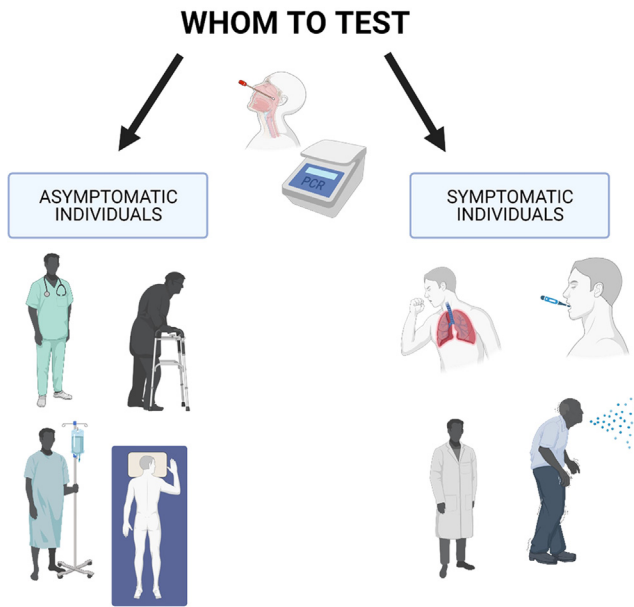 WHOM TO TEST
PCR
ASYMPTOMATIC
INDIVIDUALS
SYMPTOMATIC
INDIVIDUALS